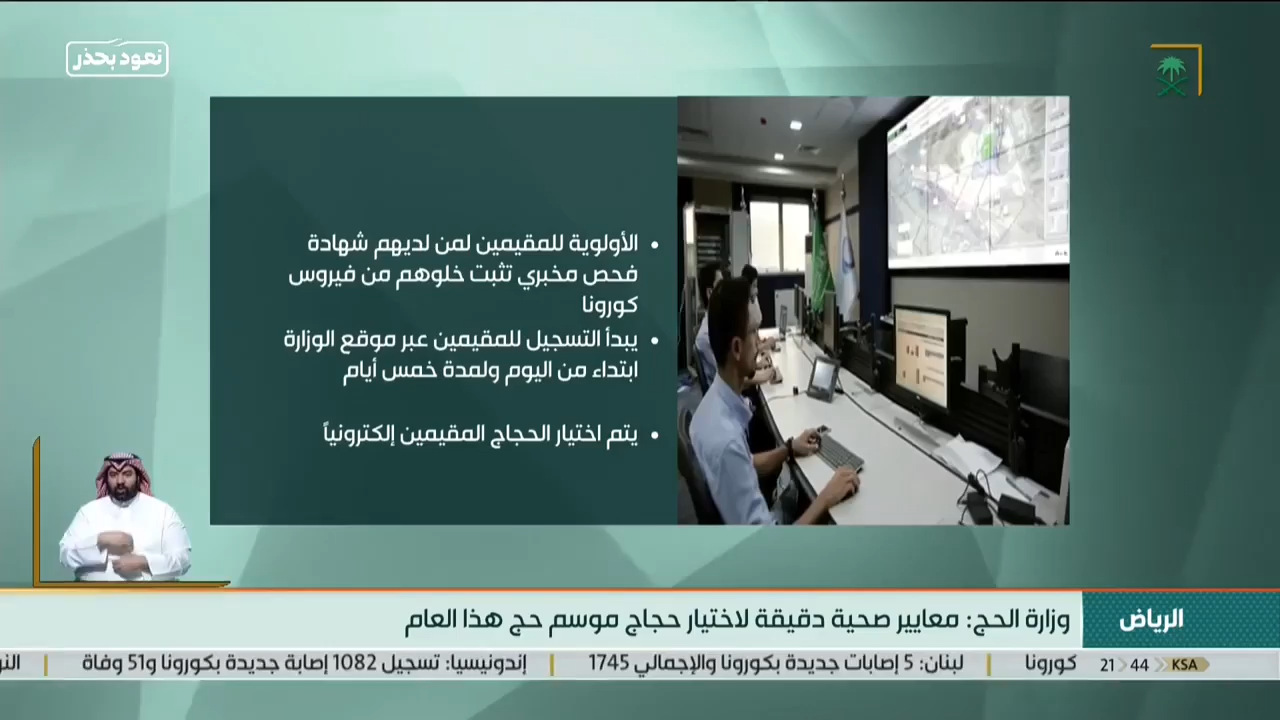 نعود بحذر
• الأولوية للمقيمين لمن لديهم شهادة
فحص مخبري تثبت خلوهم من فيروس
كورونا
• يبدأ التسجيل للمقيمين عبر موقع الوزارة
ابتداء من اليوم ولمدة خمس أيام
• يتم اختيار الحجاج المقيمين إلكترونياً
الرياض
وزارة الحج: معايير صحية دقيقة لاختيار حجاج موسم حج هذا العام
KSA 21 44
كورونا | لبنان: 5 إصابات جديدة بكورونا والإجمالي 1745 | إندونيسيا: تسجيل 1082 إصابة جديدة بكورونا و51 وفاة |